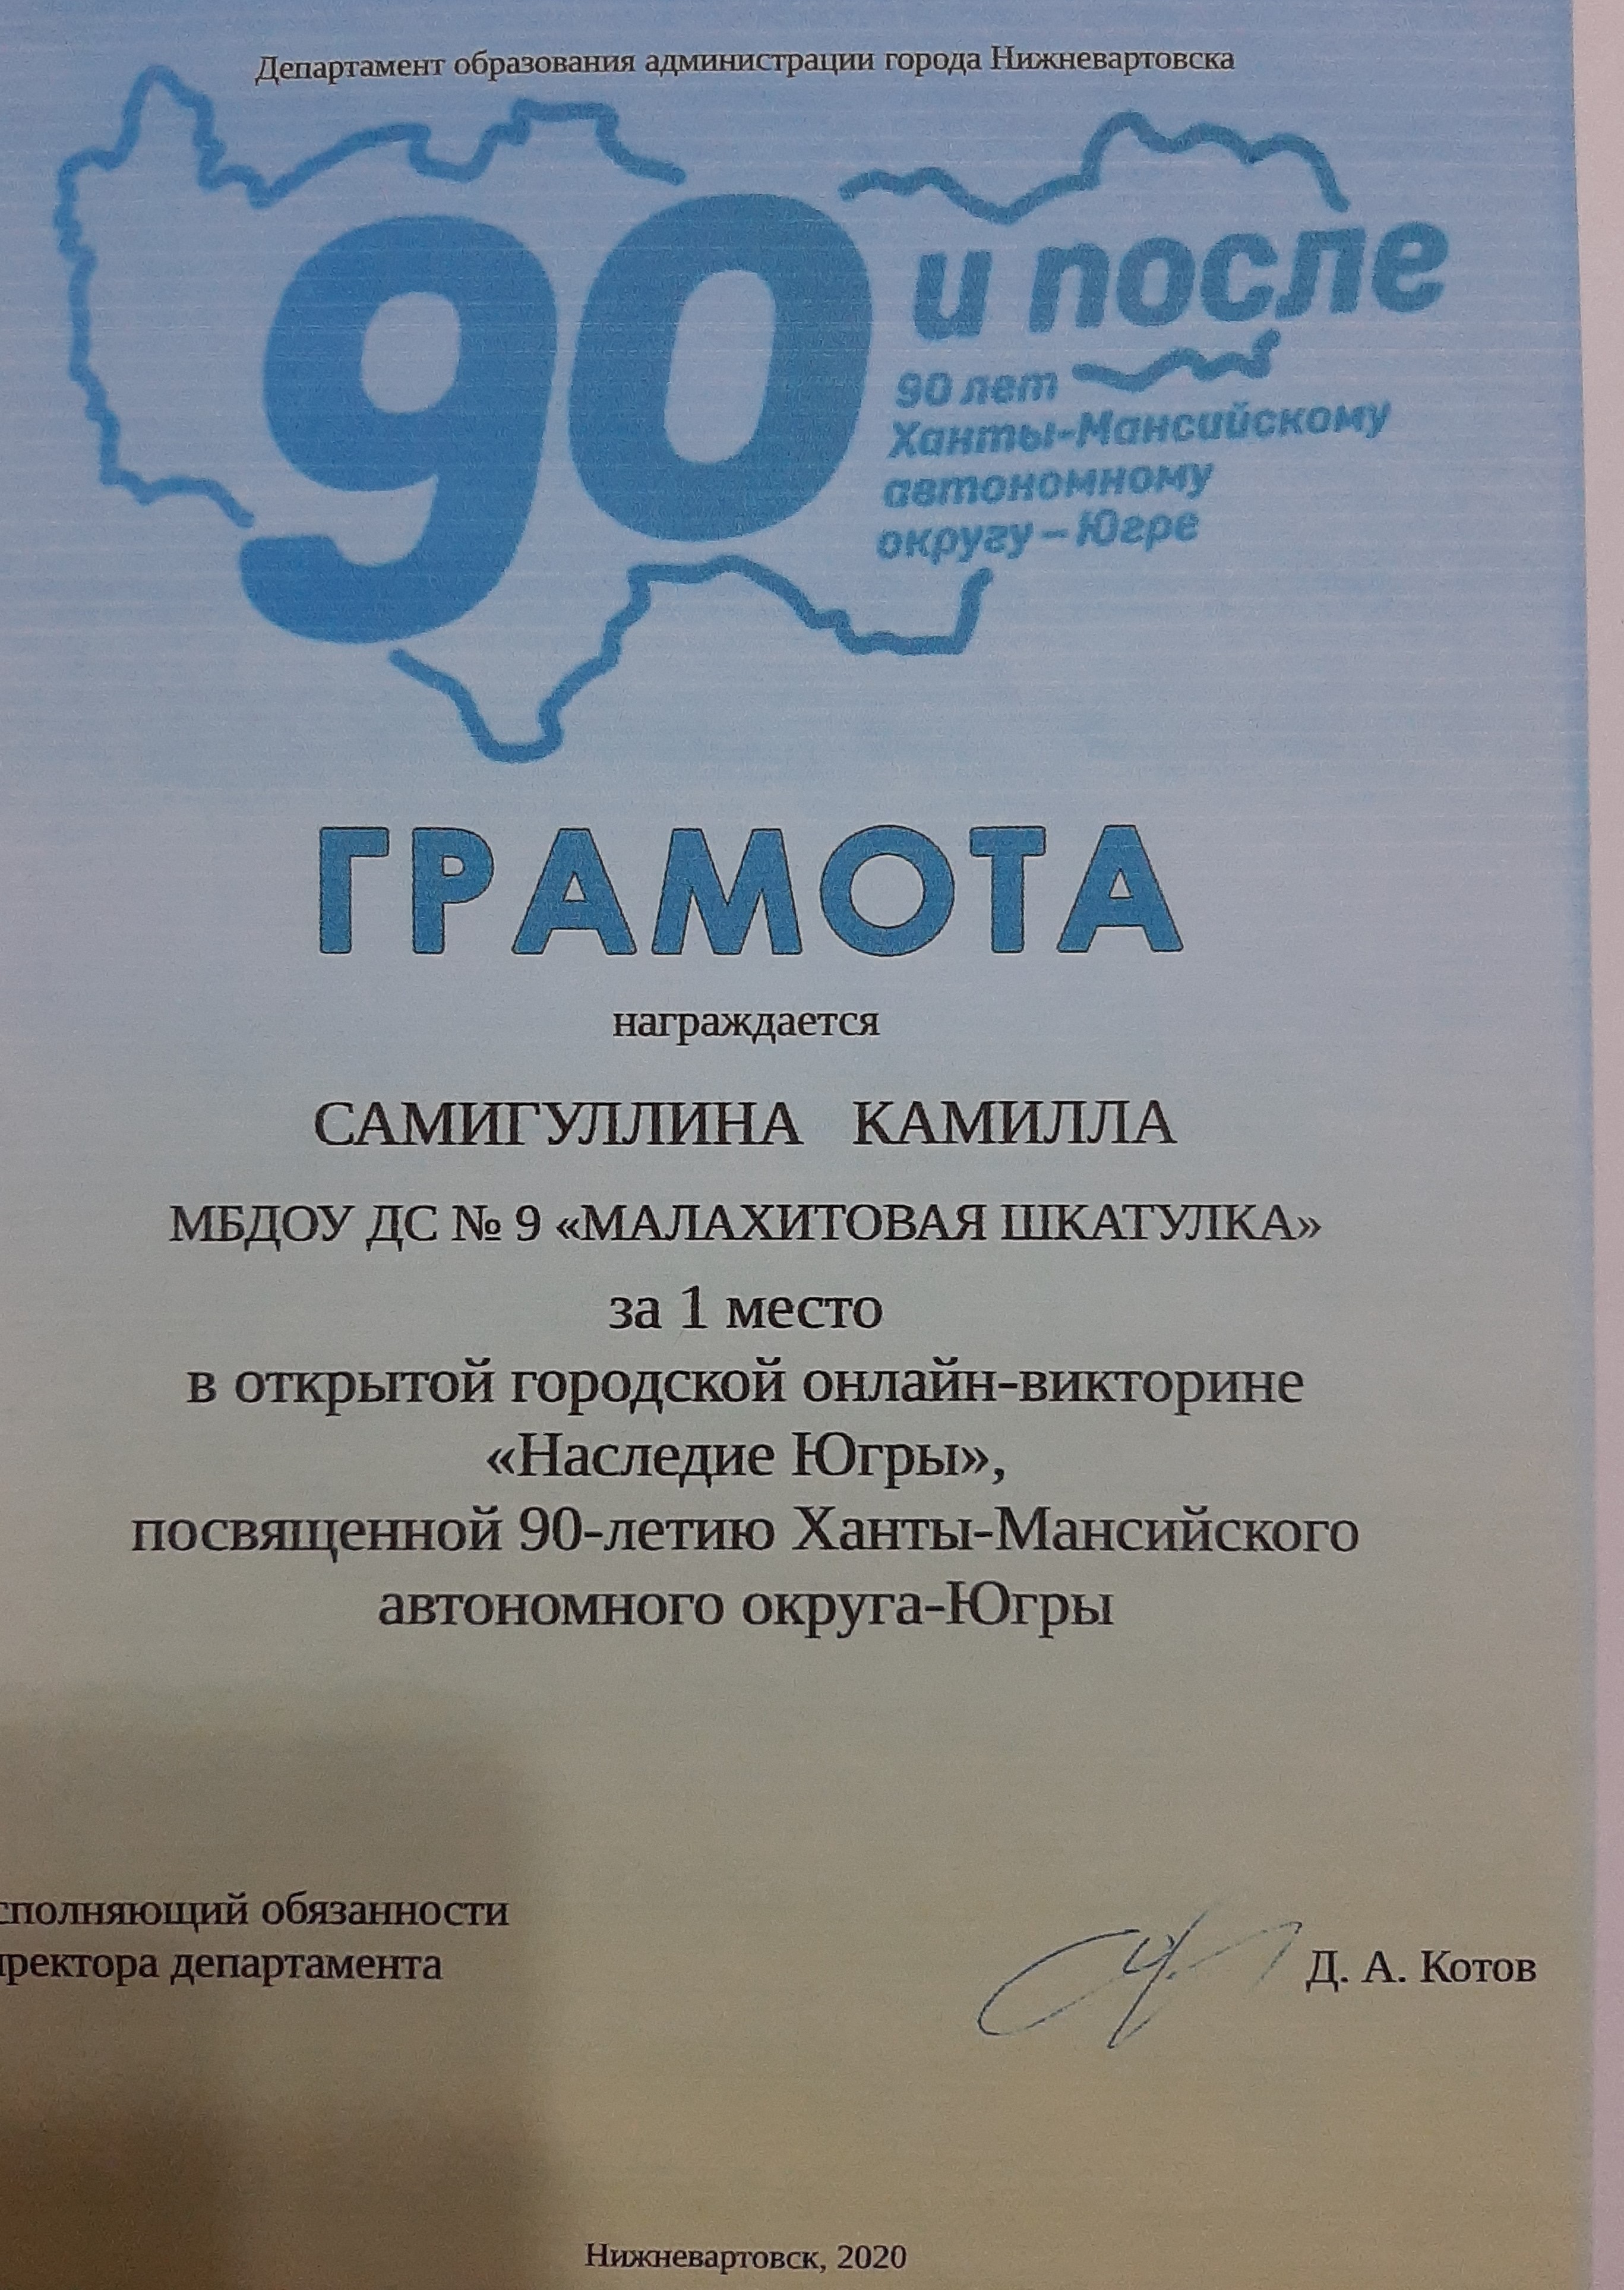 Департамент образования администрации города Нижневартовска
90 и после
90 лет
Ханты-Мансийскому
автономному
округу – Югре
ГРАМОТА
награждается
САМИГУЛЛИНА КАМИЛЛА
МБДОУ ДС № 9 «МАЛАХИТОВАЯ ШКАТУЛКА»
за 1 место
в открытой городской онлайн-викторине
«Наследие Югры»,
посвященной 90-летию Ханты-Мансийского
автономного округа-Югры
сполняющий обязанности
иректора департамента
Д. А. Котов
Нижневартовск, 2020